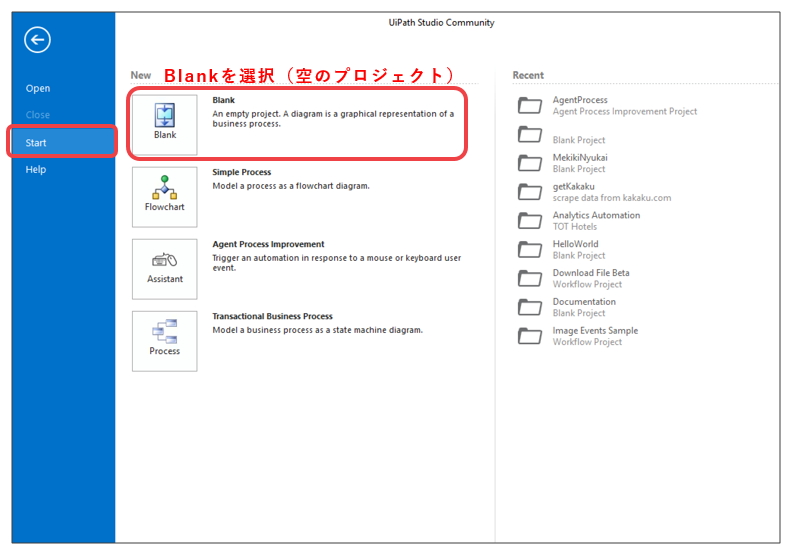 UiPath Studio Community
Open
Close
Start
Help
New
Blankを選択（空のプロジェクト）
Blank
Blank
An empty project. A diagram is a graphical representation of a
business process.
Flowchart
Simple Process
Model a process as a flowchart diagram.
Assistant
Agent Process Improvement
Trigger an automation in response to a mouse or keyboard user
event.
Process
Transactional Business Process
Model a business process as a state machine diagram.
Recent
AgentProcess
Agent Process Improvement Project
Blank Project
MekikiNyukai
Blank Project
getKakaku
scrape data from kakaku.com
Analytics Automation
TOT Hotels
HelloWorld
Blank Project
Download File Beta
Workflow Project
Documentation
Blank Project
Image Events Sample
Workflow Project